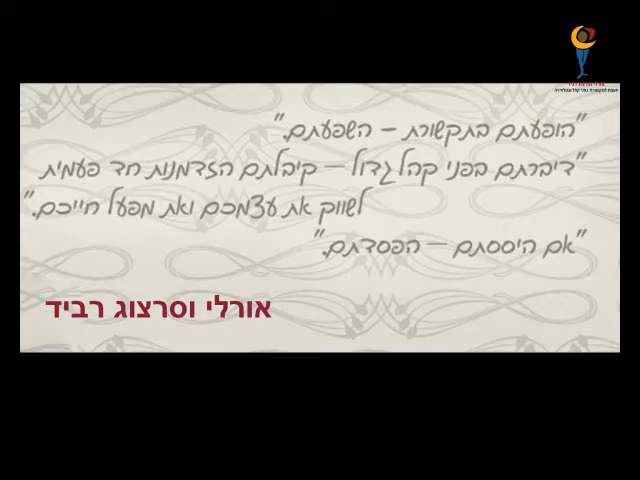 "הופעתם בתקשורת – השפעתם."
"דיברתם בפני קהל גדול – קיבלתם הזדמנות חד פעמית
לשווק את עצמכם ואת מפעל חייכם."
"אם היססתם – הפסדתם."
אורלי וסרצוג רביד